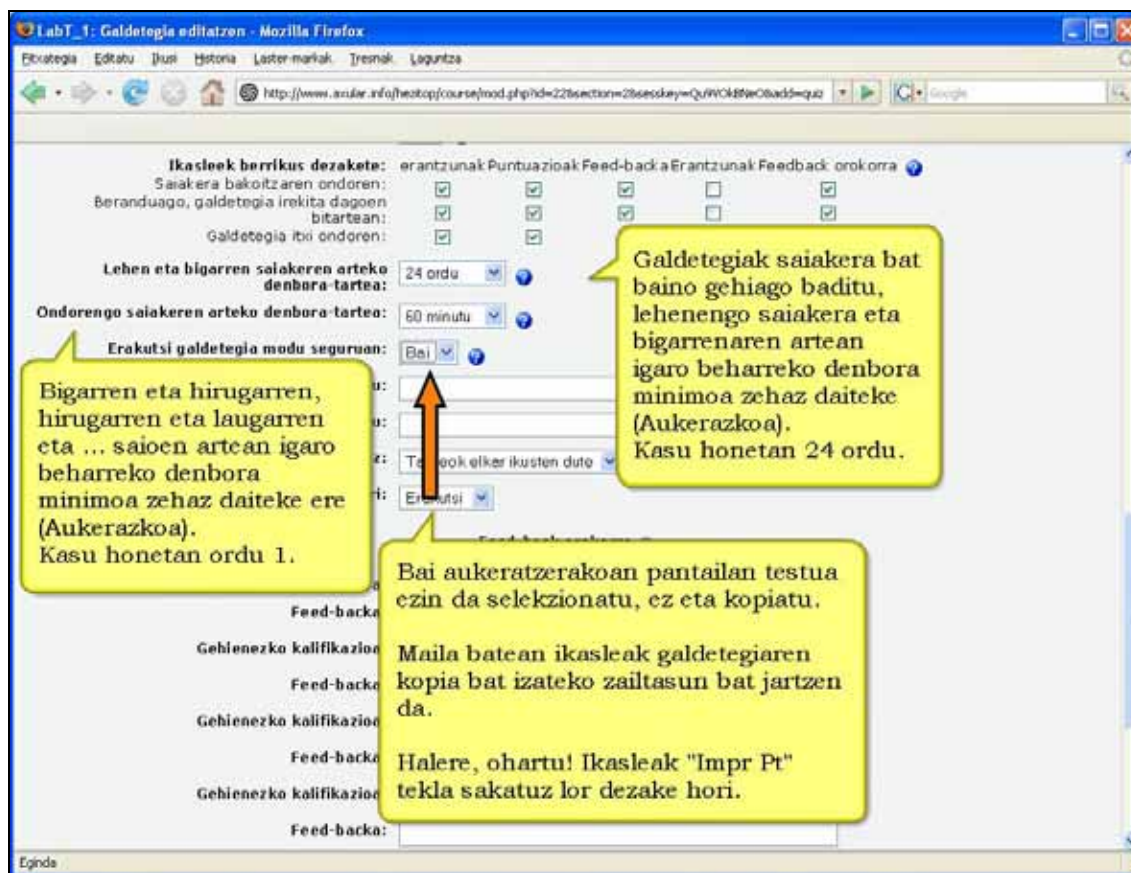 LabT_1: Galdetegia editatzen - Mozilla Firefox
Fitxategia Editatu Ikusi Historia Laster-markak Tresnak Laguntza
Google
Ikasleek berrikus dezakete: erantzunak Puntuazioak Feed-backa Erantzunak Feedback orokorra
Saiakera bakoitzaren ondoren:
Beranduago, galdetegia irekita dagoen
bitartean:
Galdetegia itxi ondoren:
Lehen eta bigarren saiakeren arteko
denbora-tartea:
24 ordu
Ondorengo saiakeren arteko denbora-tartea:
60 minutu
Erakutsi galdetegia modu seguruan:
Bai
Galdetegiak saiakera bat
baino gehiago baditu,
lehenengo saiakera eta
bigarrenaren artean
igaro beharreko denbora
minimoa zehaz daiteke
(Aukerazkoa).
Kasu honetan 24 ordu.
Bigarren eta hirugarren,
hirugarren eta laugarren
eta ... saioen artean igaro
beharreko denbora
minimoa zehaz daiteke ere
(Aukerazkoa).
Kasu honetan ordu 1.
elkar ikusten dute
Bai aukeratzerakoan pantailan testua
ezin da selekzionatu, ez eta kopiatu.
Maila batean ikasleak galdetegiaren
kopia bat izateko zailtasun bat jartzen
da.
Halere, ohartu! Ikasleak "Impr Pt"
tekla sakatuz lor dezake hori.
Feed-backa
Gehienezko kalifikazioa
Feed-backa
Gehienezko kalifikazioa
Feed-backa
Gehienezko kalifikazioa
Feed-backa:
Eginda